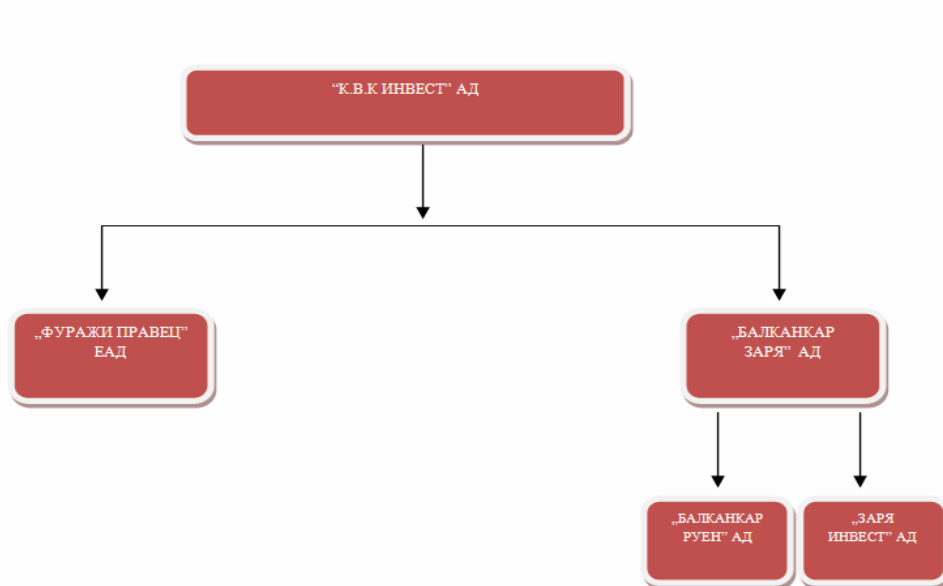 “К.В.К ИНВЕСТ” АД
„ФУРАЖИ ПРАВЕЦ”
ЕАД
„БАЛКАНКАР
ЗАРЯ” АД
„БАЛКАНКАР
РУЕН” АД
„ЗАРЯ
ИНВЕСТ” АД